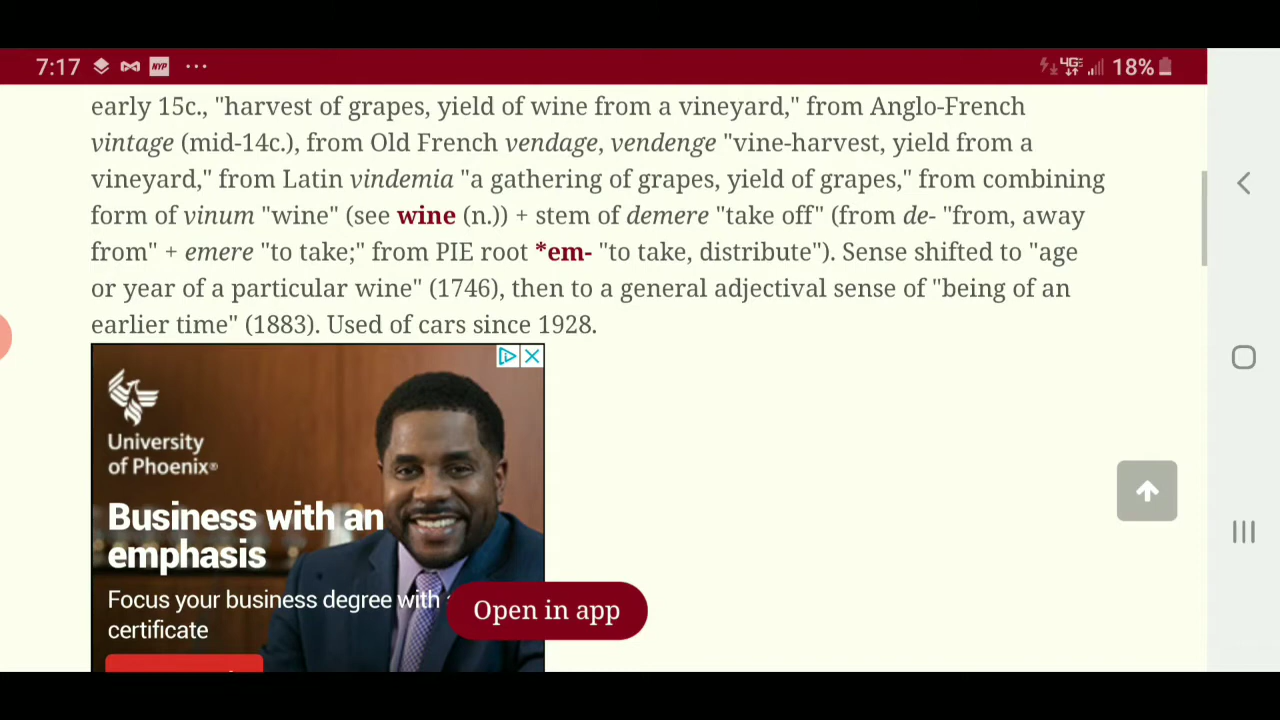 7:17 NYP ... 4GE 18%
early 15c., "harvest of grapes, yield of wine from a vineyard," from Anglo-French
vintage (mid-14c.), from Old French vendage, vendenge "vine-harvest, yield from a
vineyard," from Latin vindemia "a gathering of grapes, yield of grapes," from combining
form of vinum "wine" (see wine (n.)) + stem of demere "take off" (from de- "from, away
from" + emere "to take;" from PIE root *em- "to take, distribute"). Sense shifted to "age
or year of a particular wine" (1746), then to a general adjectival sense of "being of an
earlier time" (1883). Used of cars since 1928.
University
of Phoenix®
Business with an
emphasis
Focus your business degree with
certificate
Open in app